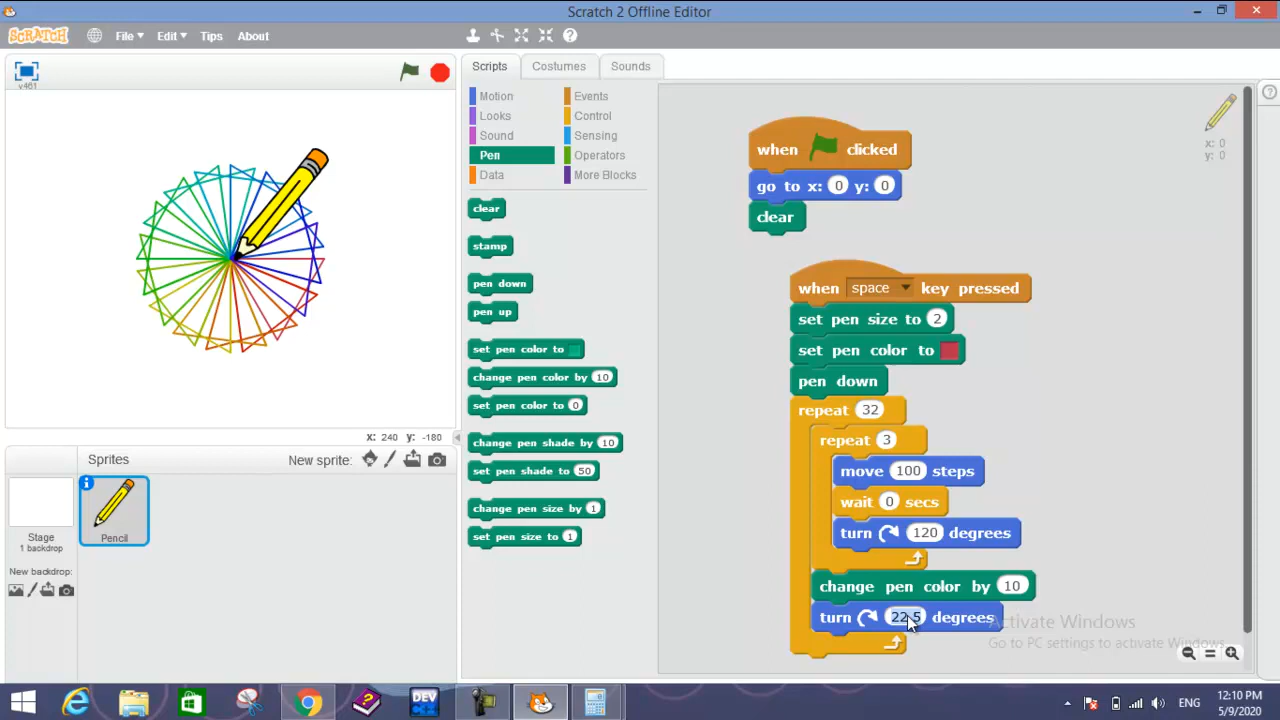 Scratch 2 Offline Editor
SCRATCH File Edit Tips About
v461
Scripts Costumes Sounds
Motion Events
Looks Control
Sound Sensing
Pen Operators
Data More Blocks
clear
stamp
pen down
pen up
set pen color to
change pen color by 10
set pen color to 0
change pen shade by 10
set pen shade to 50
change pen size by 1
set pen size to 1
when clicked
go to x: 0 y: 0
clear
when space key pressed
set pen size to 2
set pen color to
pen down
repeat 32
repeat 3
move 100 steps
wait 0 secs
turn 120 degrees
change pen color by 10
turn 22.5 degrees
x: 0
y: 0
x: 240 y: -180
Sprites New sprite:
Stage
1 backdrop
New backdrop:
Pencil
Activate Windows
Go to PC settings to activate Windows.
DEV
ENG
12:10 PM
5/9/2020